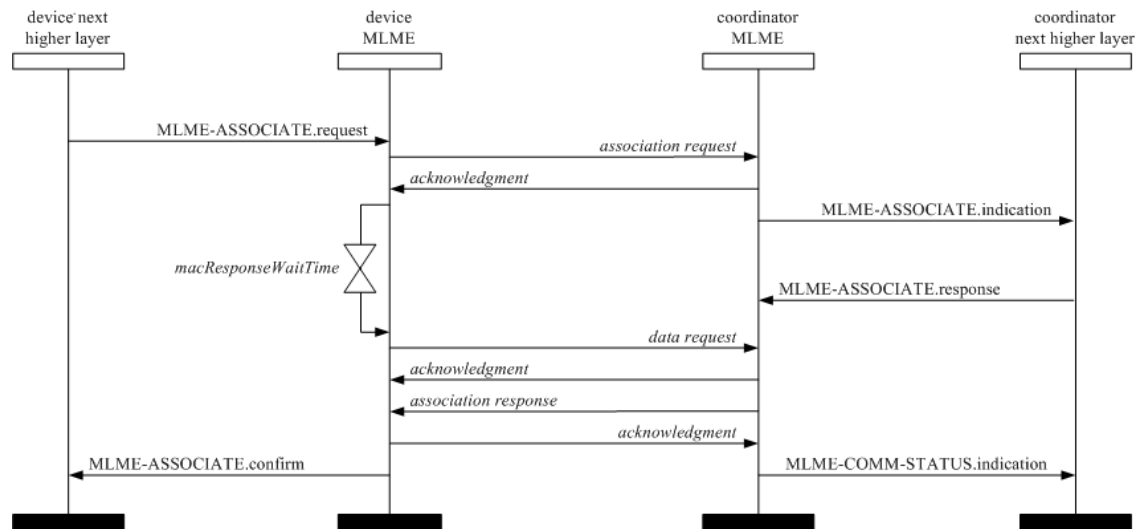 device next
higher layer
device
MLME
coordinator
MLME
coordinator
next higher layer
MLME-ASSOCIATE.request
association request
acknowledgment
MLME-ASSOCIATE.indication
macResponseWaitTime
MLME-ASSOCIATE.response
data request
acknowledgment
association response
acknowledgment
MLME-ASSOCIATE.confirm
MLME-COMM-STATUS.indication